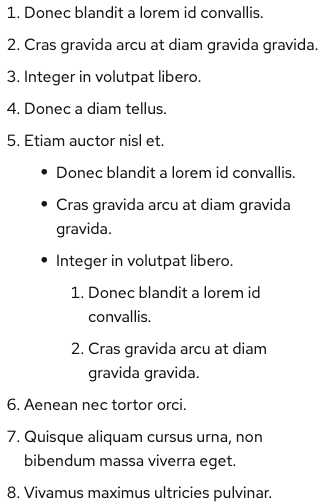 1. Donec blandit a lorem id convallis.
2. Cras gravida arcu at diam gravida gravida.
3. Integer in volutpat libero.
4. Donec a diam tellus.
5. Etiam auctor nisl et.
• Donec blandit a lorem id convallis.
• Cras gravida arcu at diam gravida
gravida.
• Integer in volutpat libero.
1. Donec blandit a lorem id
convallis.
2. Cras gravida arcu at diam
gravida gravida.
6. Aenean nec tortor orci.
7. Quisque aliquam cursus urna, non
bibendum massa viverra eget.
8. Vivamus maximus ultricies pulvinar.